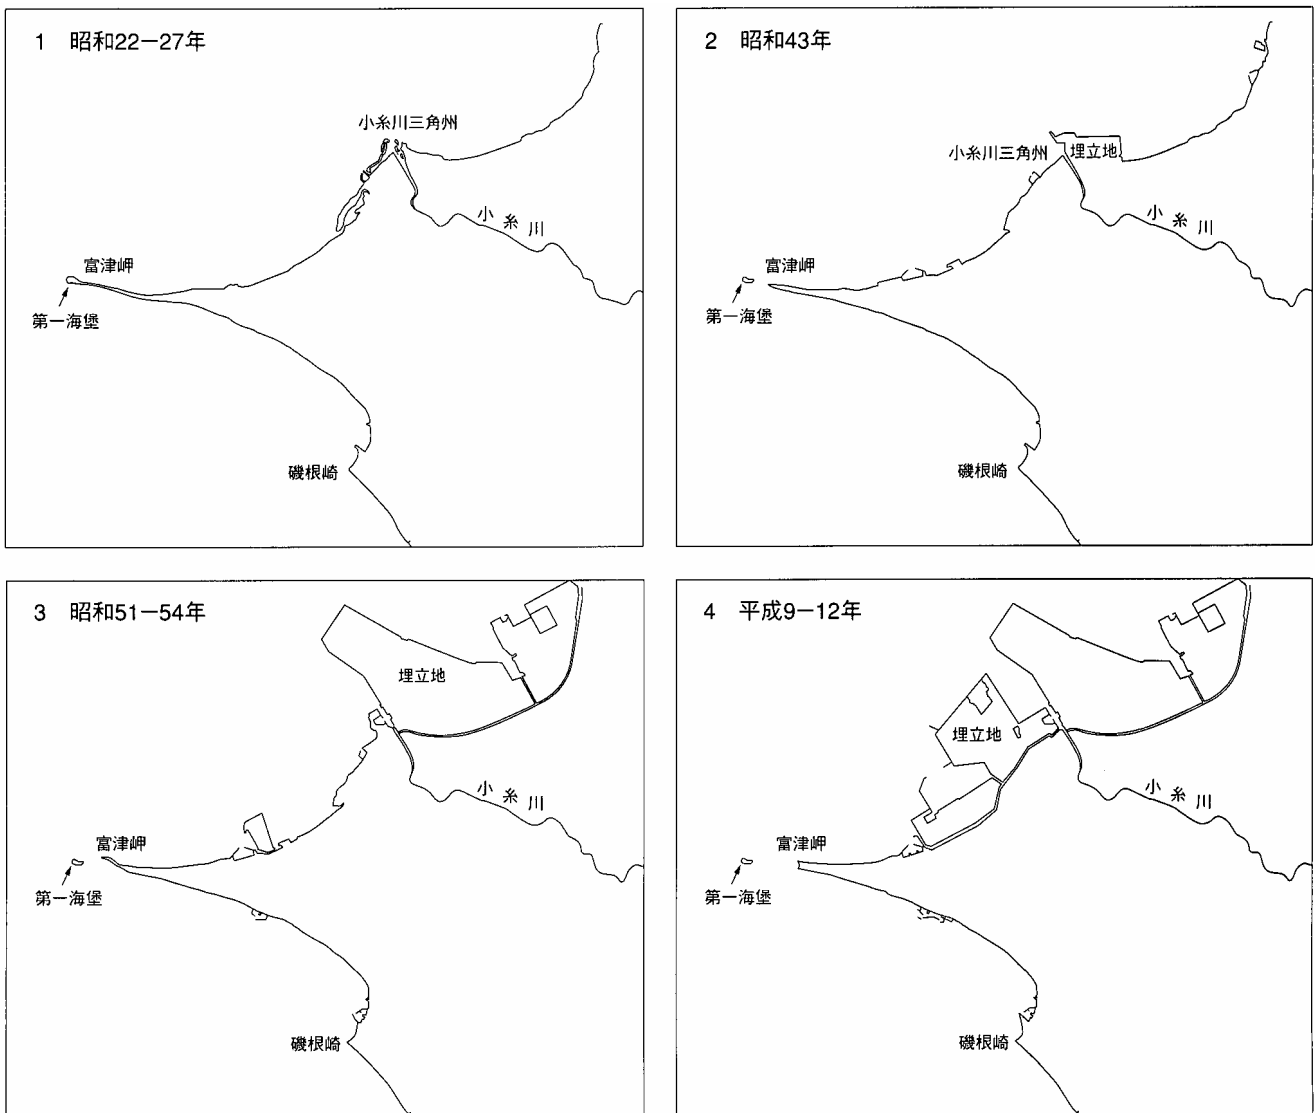 1 昭和22−27年
小糸川三角州
小糸川
富津岬
第一海堡
磯根崎
2 昭和43年
小糸川三角州
埋立地
小糸川
富津岬
第一海堡
磯根崎
3 昭和51−54年
埋立地
小糸川
富津岬
第一海堡
磯根崎
4 平成9−12年
埋立地
小糸川
富津岬
第一海堡
磯根崎